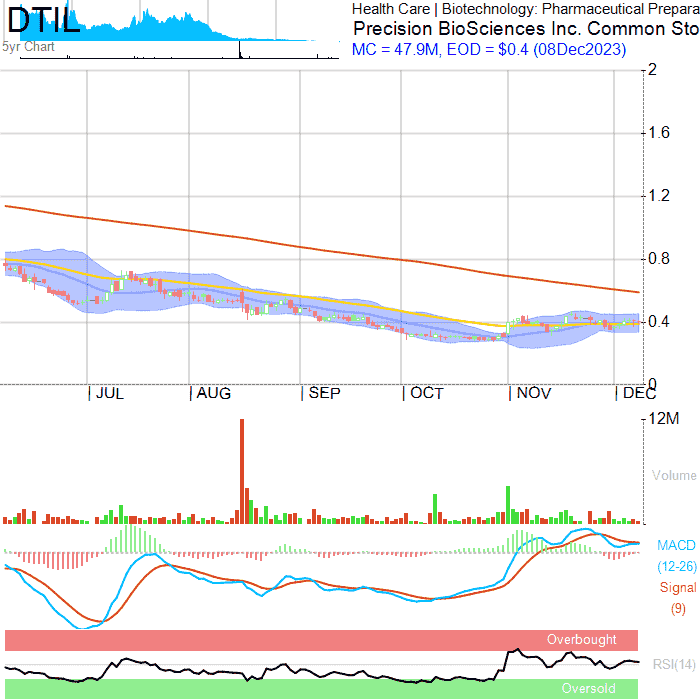 DTIL
5yr Chart
Health Care | Biotechnology: Pharmaceutical Prepara
Precision BioSciences Inc. Common Sto
MC = 47.9M, EOD = $0.4 (08Dec2023)
2
1.6
1.2
0.8
0.4
0
| JUL | AUG | SEP | OCT | NOV | DEC
12M
Volume
MACD
(12-26)
Signal
(9)
Overbought
RSI(14)
Oversold